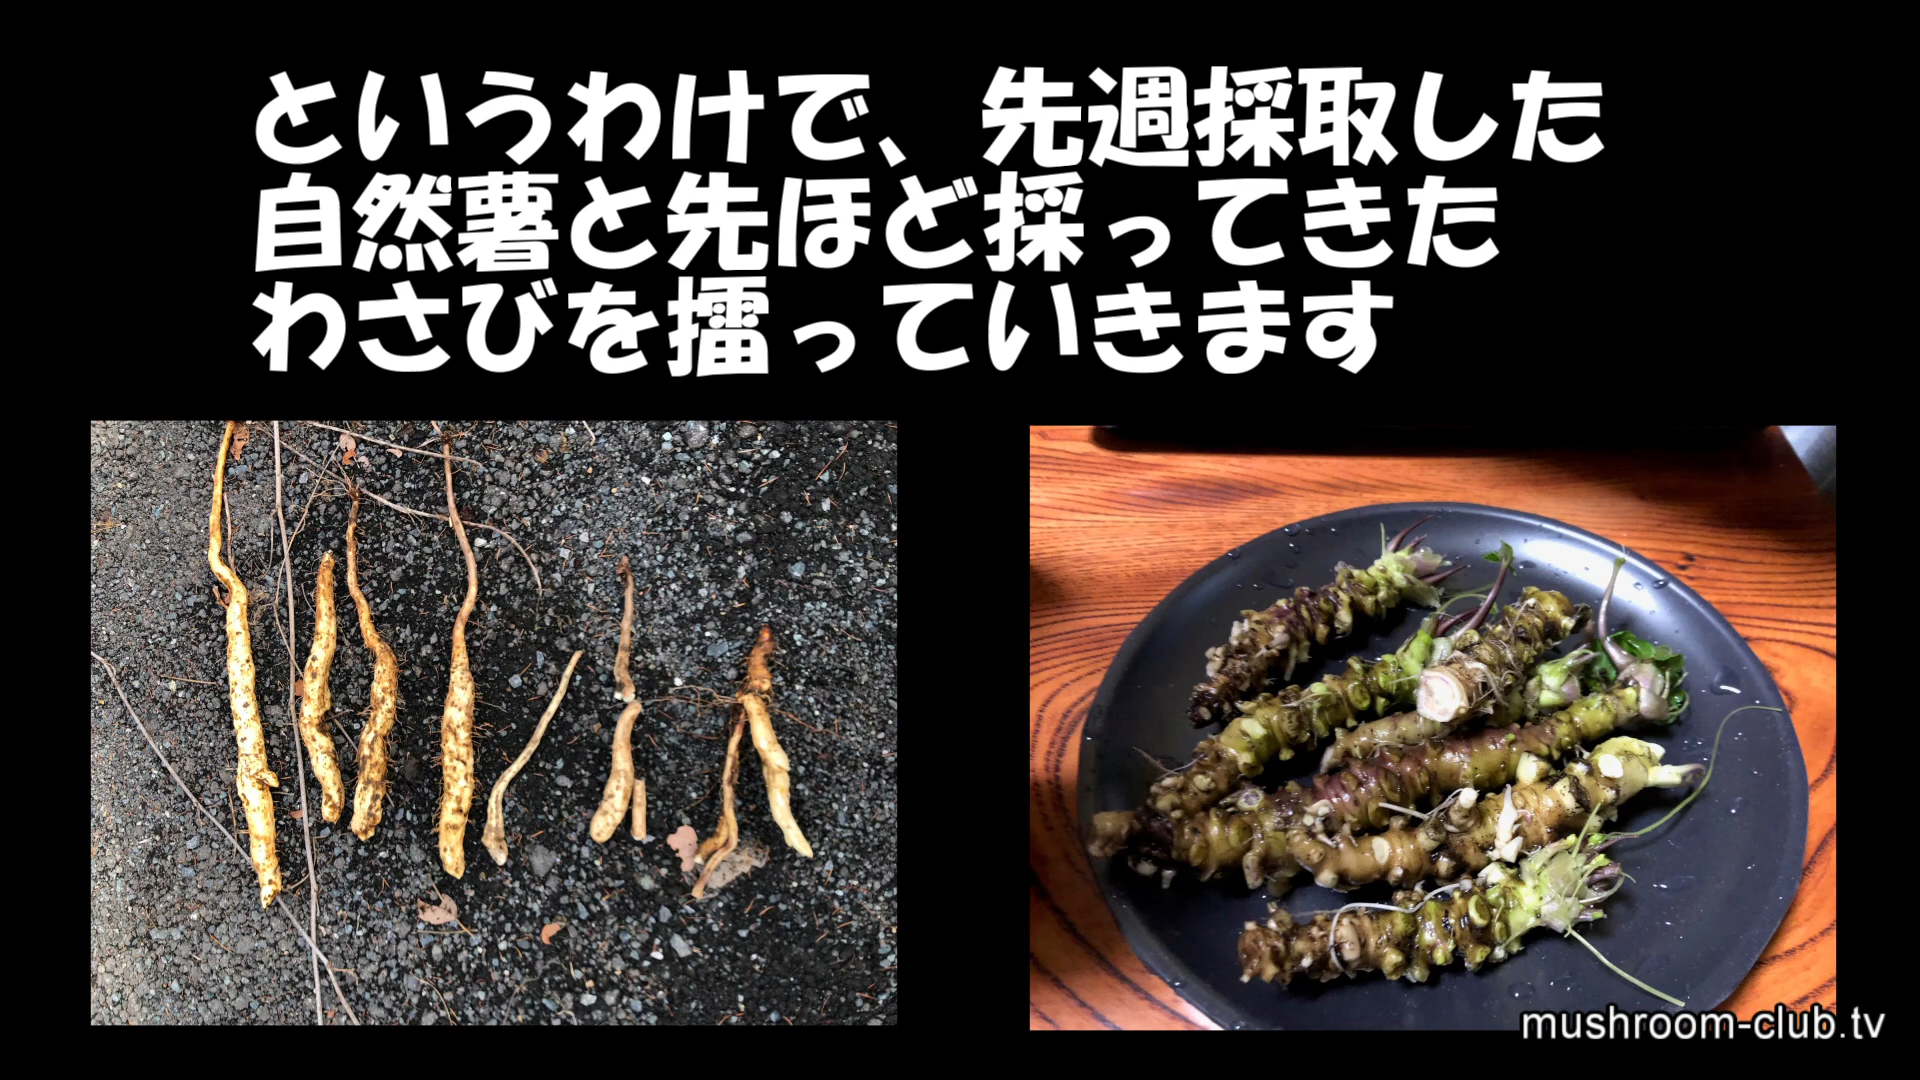 というわけで、先週採取した
自然薯と先ほど採ってきた
わさびを擂っていきます
mushroom-club.tv